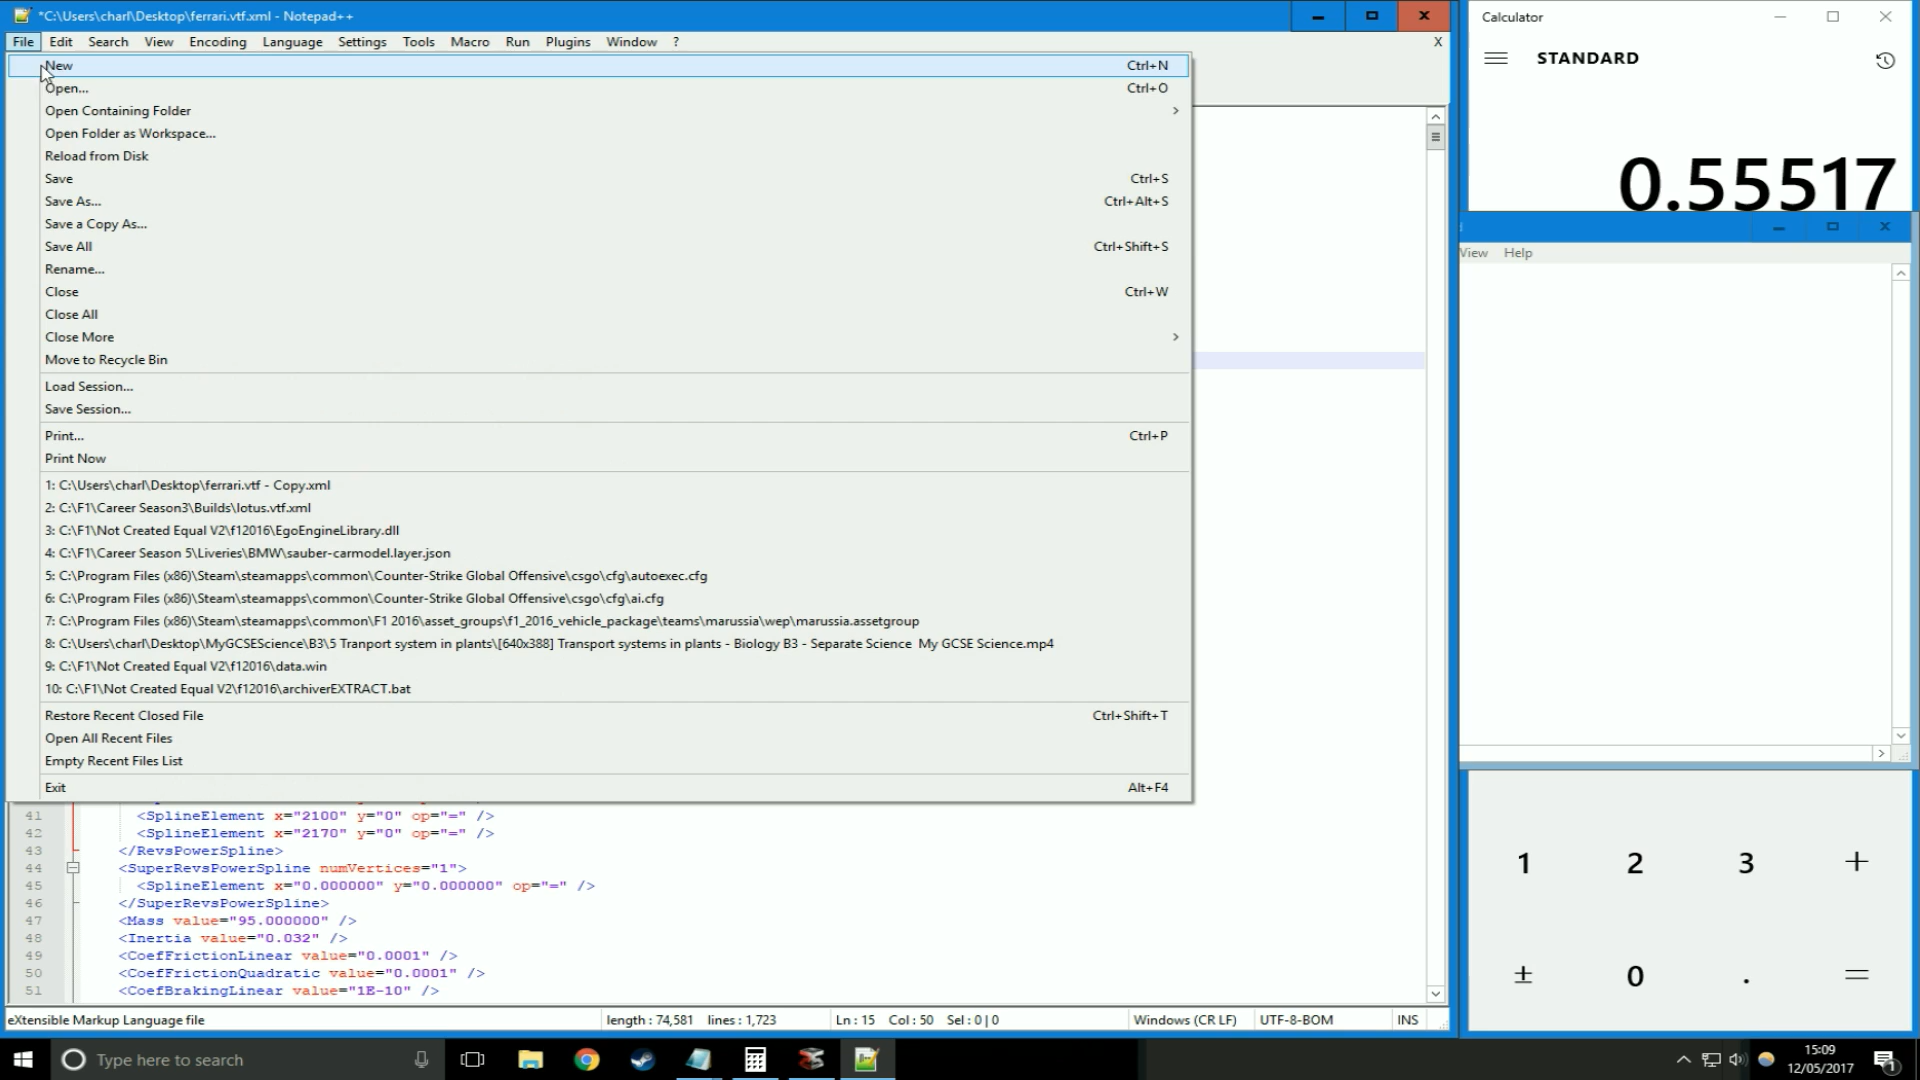 *C:\Users\charl\Desktop\ferrari.vtf.xml - Notepad++
File Edit Search View Encoding Language Settings Tools Macro Run Plugins Window ? X
New Ctrl+N
Open... Ctrl+O
Open Containing Folder
Open Folder as Workspace...
Reload from Disk
Save Ctrl+S
Save As... Ctrl+Alt+S
Save a Copy As...
Save All Ctrl+Shift+S
Rename...
Close Ctrl+W
Close All
Close More
Move to Recycle Bin
Load Session...
Save Session...
Print... Ctrl+P
Print Now
1: C:\Users\charl\Desktop\ferrari.vtf - Copy.xml
2: C:\F1\Career Season3\Builds\lotus.vtf.xml
3: C:\F1\Not Created Equal V2\f12016\EgoEngineLibrary.dll
4: C:\F1\Career Season 5\Liveries\BMW\sauber-carmodel.layer.json
5: C:\Program Files (x86)\Steam\steamapps\common\Counter-Strike Global Offensive\csgo\cfg\autoexec.cfg
6: C:\Program Files (x86)\Steam\steamapps\common\Counter-Strike Global Offensive\csgo\cfg\ai.cfg
7: C:\Program Files (x86)\Steam\steamapps\common\F1 2016\asset_groups\f1_2016_vehicle_package\teams\marussia\wep\marussia.assetgroup
8: C:\Users\charl\Desktop\MyGCSEScience\B3\5 Tranport system in plants\[640x388] Transport systems in plants - Biology B3 - Separate Science  My GCSE Science.mp4
9: C:\F1\Not Created Equal V2\f12016\data.win
10: C:\F1\Not Created Equal V2\f12016\archiverEXTRACT.bat
Restore Recent Closed File Ctrl+Shift+T
Open All Recent Files
Empty Recent Files List
Exit Alt+F4
41 <SplineElement x="2100" y="0" op="=" />
42 <SplineElement x="2170" y="0" op="=" />
43 </RevsPowerSpline>
44 <SuperRevsPowerSpline numVertices="1">
45 <SplineElement x="0.000000" y="0.000000" op="=" />
46 </SuperRevsPowerSpline>
47 <Mass value="95.000000" />
48 <Inertia value="0.032" />
49 <CoefFrictionLinear value="0.0001" />
50 <CoefFrictionQuadratic value="0.0001" />
51 <CoefBrakingLinear value="1E-10" />
eXtensible Markup Language file length : 74,581 lines : 1,723 Ln : 15 Col : 50 Sel : 0 | 0 Windows (CR LF) UTF-8-BOM INS
Calculator
STANDARD
0.55517
View Help
1 2 3 +
± 0 . =
Type here to search
15:09
12/05/2017
1